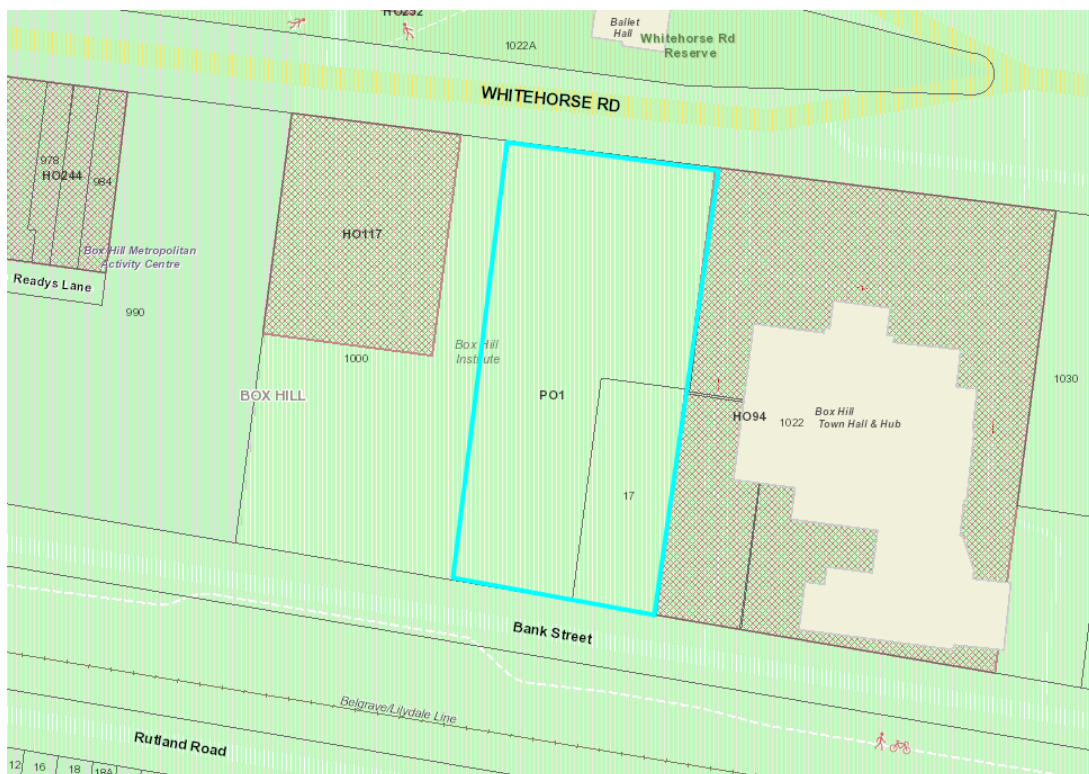 HO252
Ballet
Hall
Whitehorse Rd
Reserve
1022A
WHITEHORSE RD
978
HO244
984
HO117
Box Hill Metropolitan
Activity Centre
Readys Lane
990
Box Hill
Institute
1000
BOX HILL
PO1
1030
HO94
1022
Box Hill
Town Hall & Hub
17
Bank Street
Belgrave/Lilydale Line
Rutland Road
12
16
18
18A